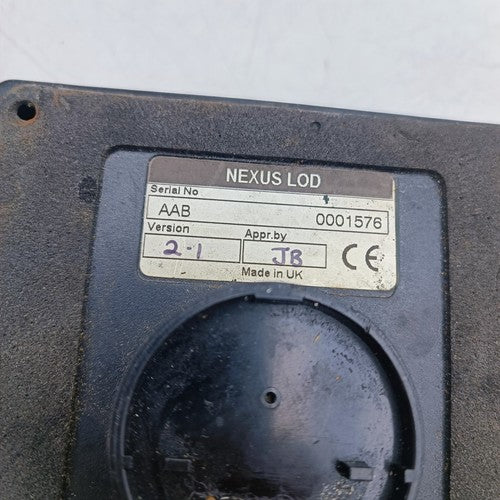 NEXUS LOD
Serial No
AAB 0001576
Version Appr.by
2-1 JB CE
Made in UK